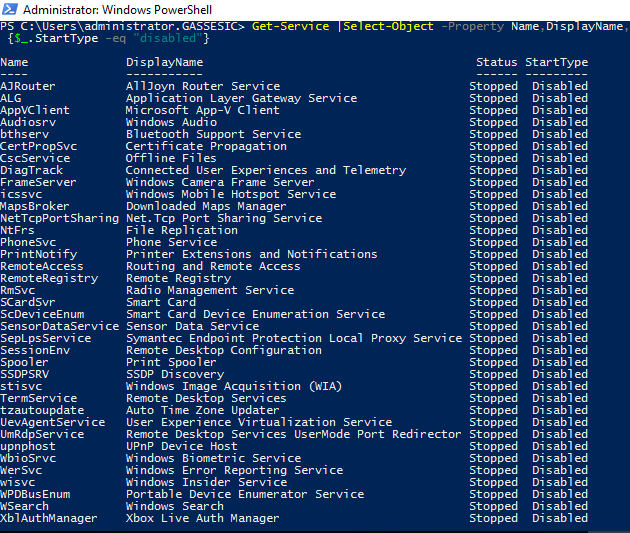 Administrator: Windows PowerShell
PS C:\Users\administrator.GASSESIC> Get-Service |Select-Object -Property Name,DisplayName,
{$_.StartType -eq "disabled"}
Name DisplayName Status StartType
---- ----------- ------ ---------
AJRouter AllJoyn Router Service Stopped Disabled
ALG Application Layer Gateway Service Stopped Disabled
AppVClient Microsoft App-V Client Stopped Disabled
Audiosrv Windows Audio Stopped Disabled
bthserv Bluetooth Support Service Stopped Disabled
CertPropSvc Certificate Propagation Stopped Disabled
CscService Offline Files Stopped Disabled
DiagTrack Connected User Experiences and Telemetry Stopped Disabled
FrameServer Windows Camera Frame Server Stopped Disabled
icssvc Windows Mobile Hotspot Service Stopped Disabled
MapsBroker Downloaded Maps Manager Stopped Disabled
NetTcpPortSharing Net.Tcp Port Sharing Service Stopped Disabled
NtFrs File Replication Stopped Disabled
PhoneSvc Phone Service Stopped Disabled
PrintNotify Printer Extensions and Notifications Stopped Disabled
RemoteAccess Routing and Remote Access Stopped Disabled
RemoteRegistry Remote Registry Stopped Disabled
RmSvc Radio Management Service Stopped Disabled
SCardSvr Smart Card Stopped Disabled
ScDeviceEnum Smart Card Device Enumeration Service Stopped Disabled
SensorDataService Sensor Data Service Stopped Disabled
SepLpsService Symantec Endpoint Protection Local Proxy Service Stopped Disabled
SessionEnv Remote Desktop Configuration Stopped Disabled
Spooler Print Spooler Stopped Disabled
SSDPSRV SSDP Discovery Stopped Disabled
stisvc Windows Image Acquisition (WIA) Stopped Disabled
TermService Remote Desktop Services Stopped Disabled
tzautoupdate Auto Time Zone Updater Stopped Disabled
UevAgentService User Experience Virtualization Service Stopped Disabled
UmRdpService Remote Desktop Services UserMode Port Redirector Stopped Disabled
upnphost UPnP Device Host Stopped Disabled
WbioSrvc Windows Biometric Service Stopped Disabled
WerSvc Windows Error Reporting Service Stopped Disabled
wisvc Windows Insider Service Stopped Disabled
WPDBusEnum Portable Device Enumerator Service Stopped Disabled
WSearch Windows Search Stopped Disabled
XblAuthManager Xbox Live Auth Manager Stopped Disabled